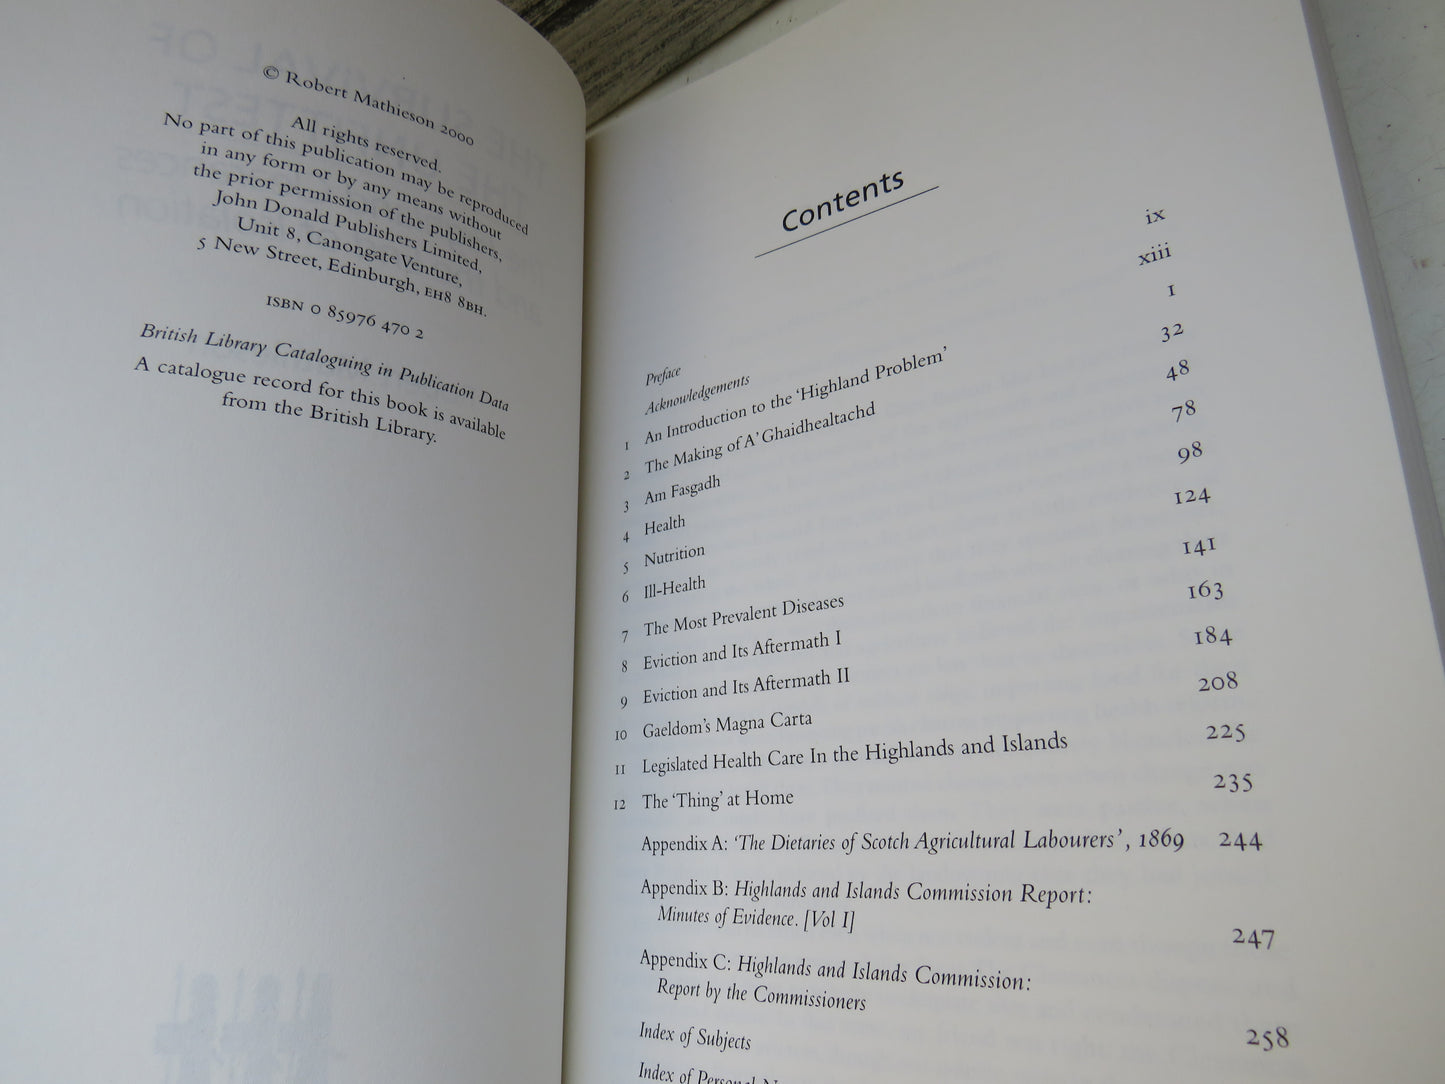 © Robert Mathieson 2000
All rights reserved.
No part of this publication may be reproduced
in any form or by any means without
the prior permission of the publishers,
John Donald Publishers Limited,
Unit 8, Canongate Venture,
5 New Street, Edinburgh, EH8 8BH.
ISBN 0 85976 470 2
British Library Cataloguing in Publication Data
A catalogue record for this book is available
from the British Library.
Contents
Preface ix
Acknowledgements xiii
1 An Introduction to the ‘Highland Problem’ 1
2 The Making of A’ Ghaidhealtachd 32
3 Am Fasgadh 48
4 Health 78
5 Nutrition 98
6 Ill-Health 124
7 The Most Prevalent Diseases 141
8 Eviction and Its Aftermath I 163
9 Eviction and Its Aftermath II 184
10 Gaeldom’s Magna Carta 208
11 Legislated Health Care In the Highlands and Islands 225
12 The ‘Thing’ at Home 235
Appendix A: ‘The Dietaries of Scotch Agricultural Labourers’, 1869 244
Appendix B: Highlands and Islands Commission Report:
Minutes of Evidence. [Vol I] 247
Appendix C: Highlands and Islands Commission:
Report by the Commissioners 258
Index of Subjects
Index of Personal